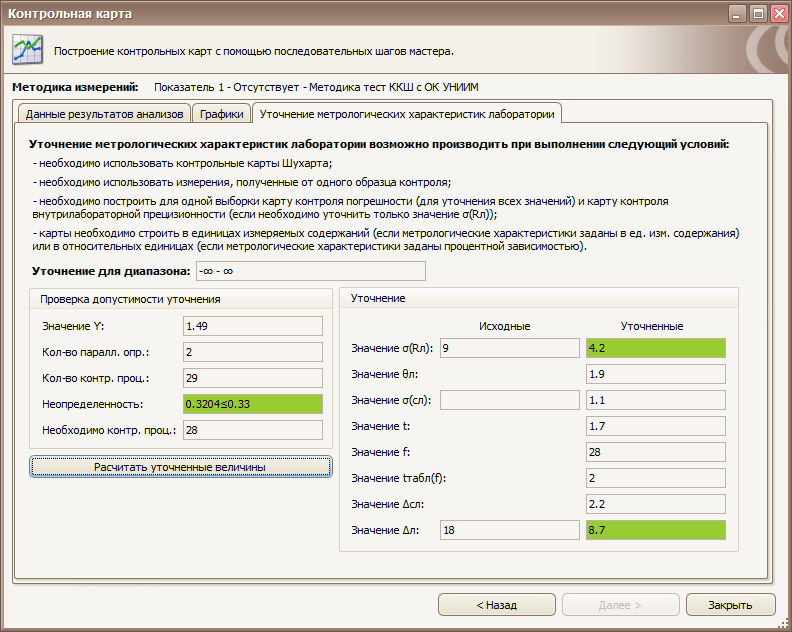 Контрольная карта
Построение контрольных карт с помощью последовательных шагов мастера.
Методика измерений: Показатель 1 - Отсутствует - Методика тест ККШ с ОК УНИИМ
Данные результатов анализов Графики Уточнение метрологических характеристик лаборатории
Уточнение метрологических характеристик лаборатории возможно производить при выполнении следующий условий:
- необходимо использовать контрольные карты Шухарта;
- необходимо использовать измерения, полученные от одного образца контроля;
- необходимо построить для одной выборки карту контроля погрешности (для уточнения всех значений) и карту контроля
внутрилабораторной прецизионности (если необходимо уточнить только значение σ(Rл));
- карты необходимо строить в единицах измеряемых содержаний (если метрологические характеристики заданы в ед. изм. содержания)
или в относительных единицах (если метрологические характеристики заданы процентной зависимостью).
Уточнение для диапазона: -∞ - ∞
Проверка допустимости уточнения
Значение Y: 1.49
Кол-во паралл. опр.: 2
Кол-во контр. проц.: 29
Неопределенность: 0.3204≤0.33
Необходимо контр. проц.: 28
Расчитать уточненные величины
Уточнение
Исходные Уточненные
Значение σ(Rл): 9 4.2
Значение θл: 1.9
Значение σ(сл): 1.1
Значение t: 1.7
Значение f: 28
Значение tтабл(f): 2
Значение Δсл: 2.2
Значение Δл: 18 8.7
< Назад Далее > Закрыть